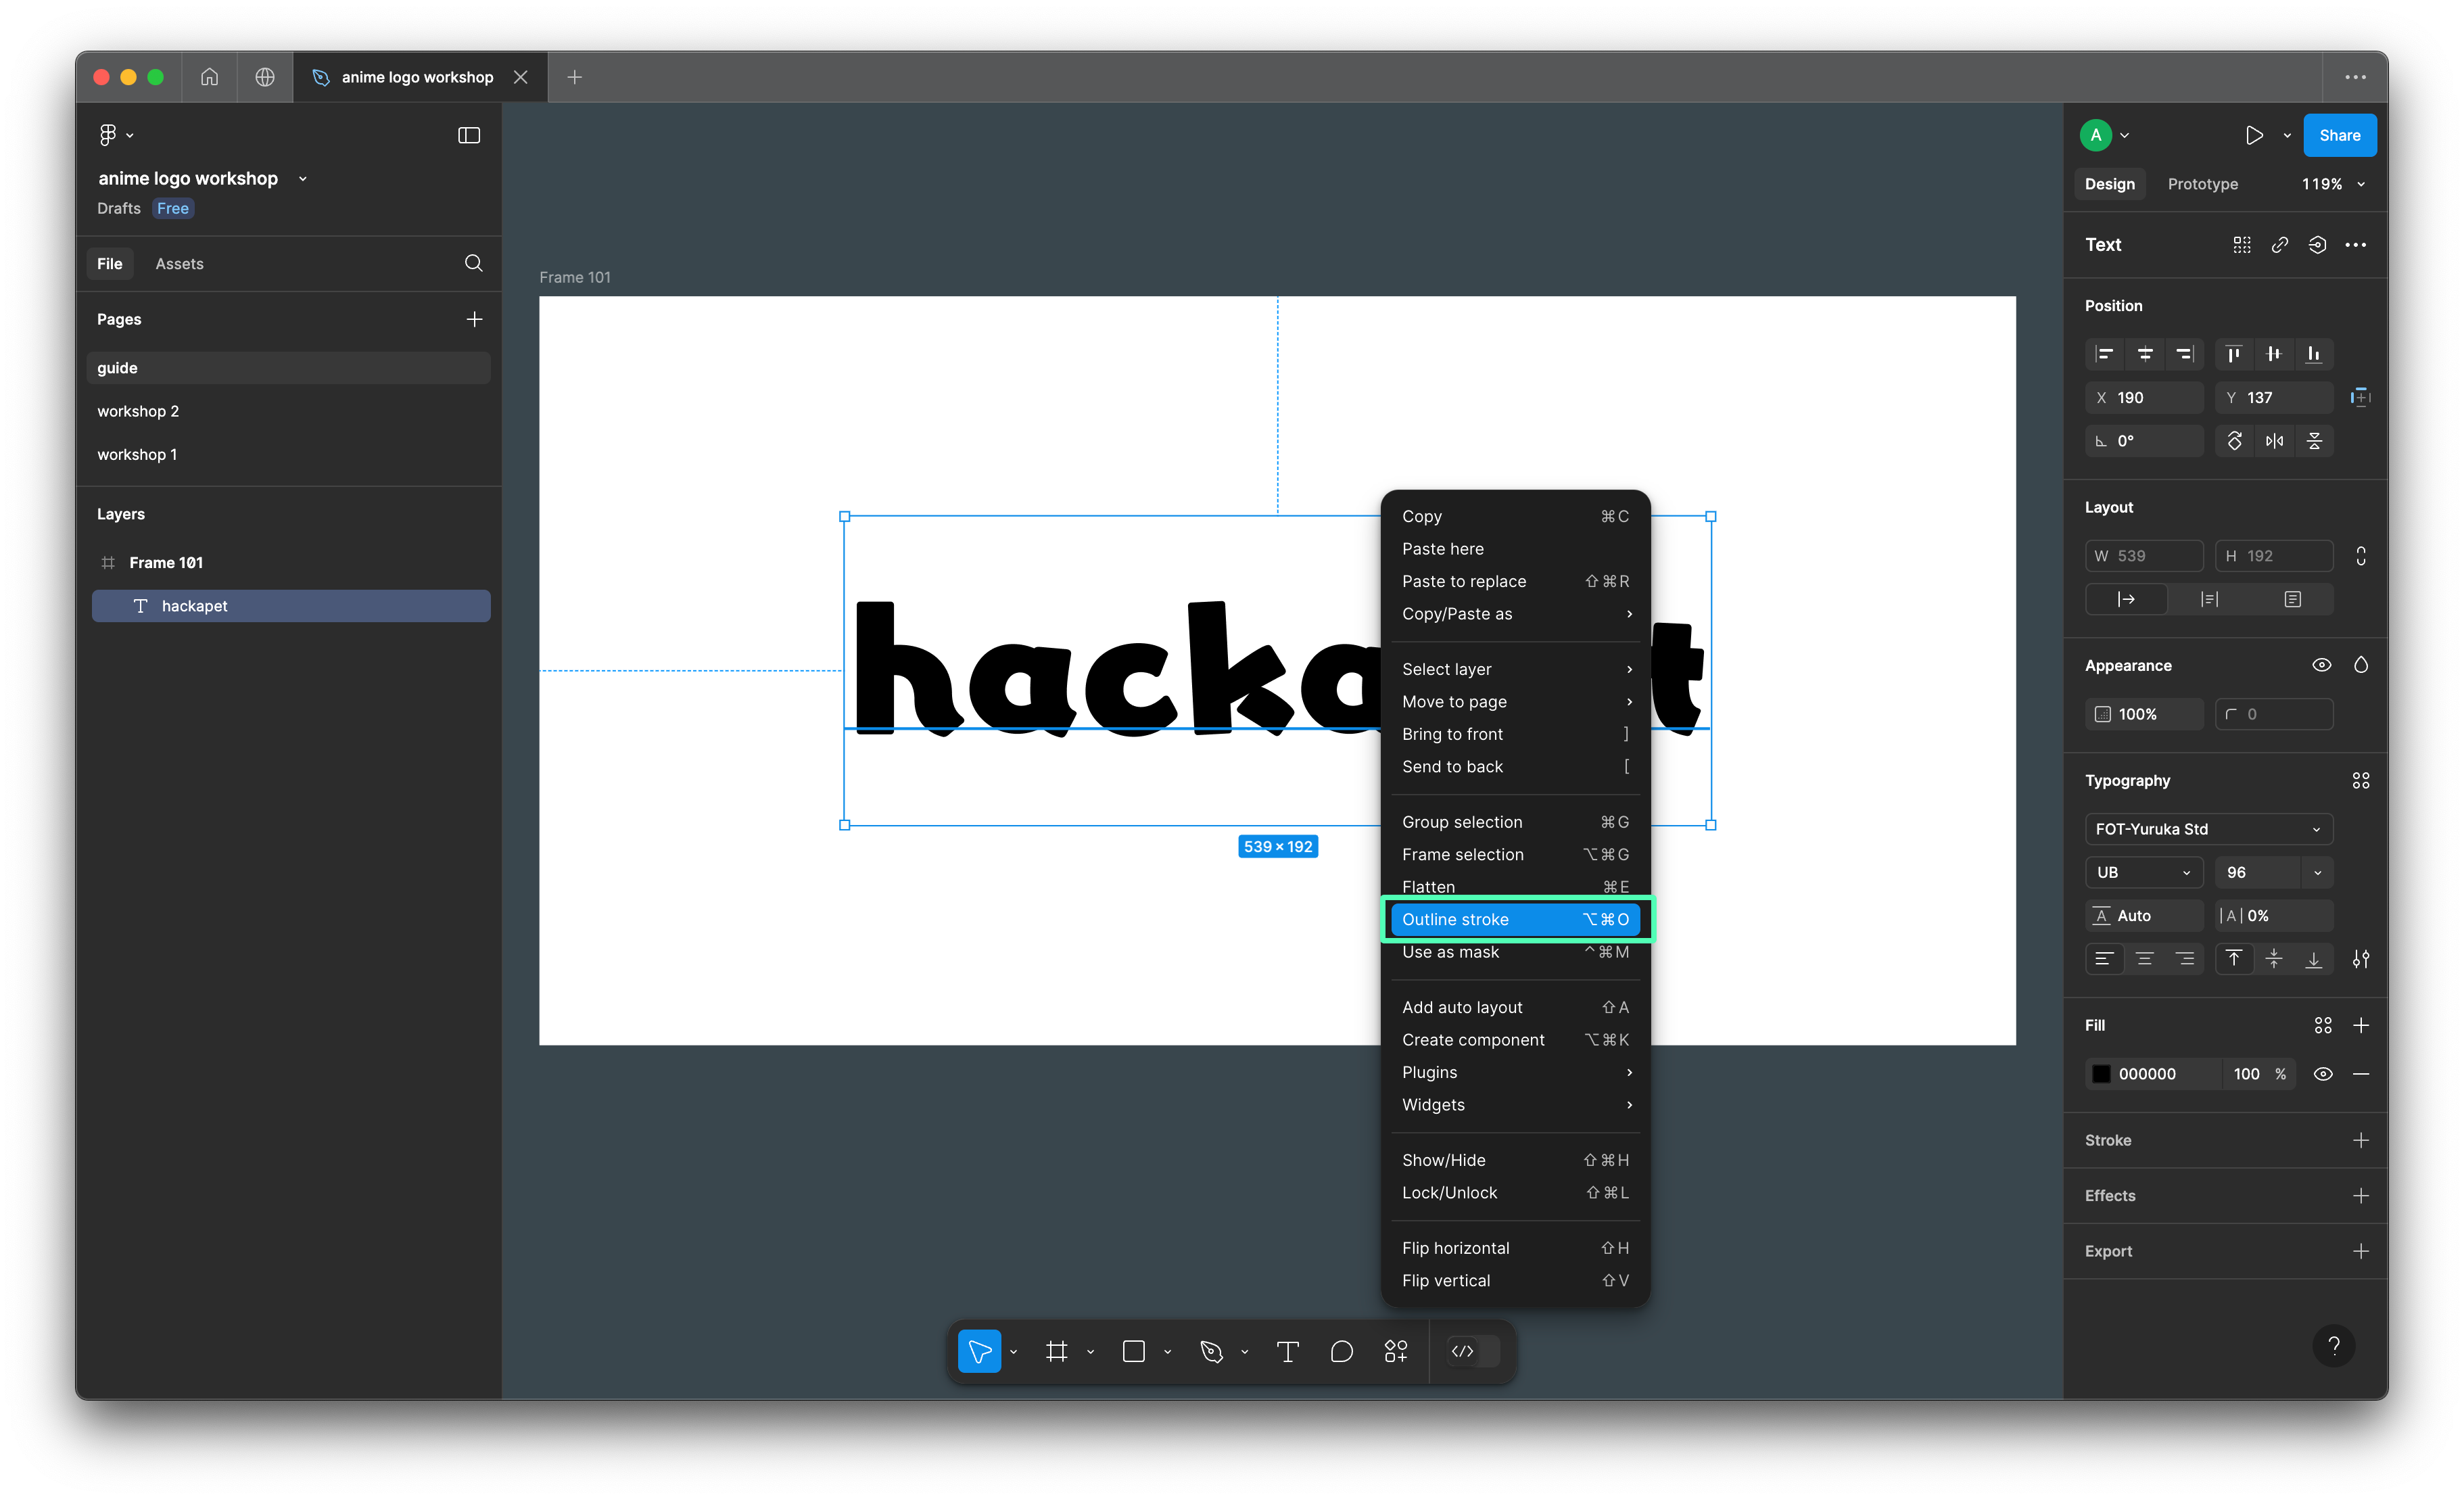 anime logo workshop
anime logo workshop
Drafts Free
File Assets
Pages
guide
workshop 2
workshop 1
Layers
Frame 101
T hackapet
Frame 101
hacka t
539 × 192
Copy ⌘C
Paste here
Paste to replace ⇧⌘R
Copy/Paste as
Select layer
Move to page
Bring to front ]
Send to back [
Group selection ⌘G
Frame selection ⌥⌘G
Flatten ⌘E
Outline stroke ⌥⌘O
Use as mask ^⌘M
Add auto layout ⇧A
Create component ⌥⌘K
Plugins
Widgets
Show/Hide ⇧⌘H
Lock/Unlock ⇧⌘L
Flip horizontal ⇧H
Flip vertical ⇧V
A Share
Design Prototype 119%
Text
Position
X 190 Y 137
0°
Layout
W 539 H 192
Appearance
100% 0
Typography
FOT-Yuruka Std
UB 96
A Auto |A| 0%
Fill
000000 100 %
Stroke
Effects
Export
?